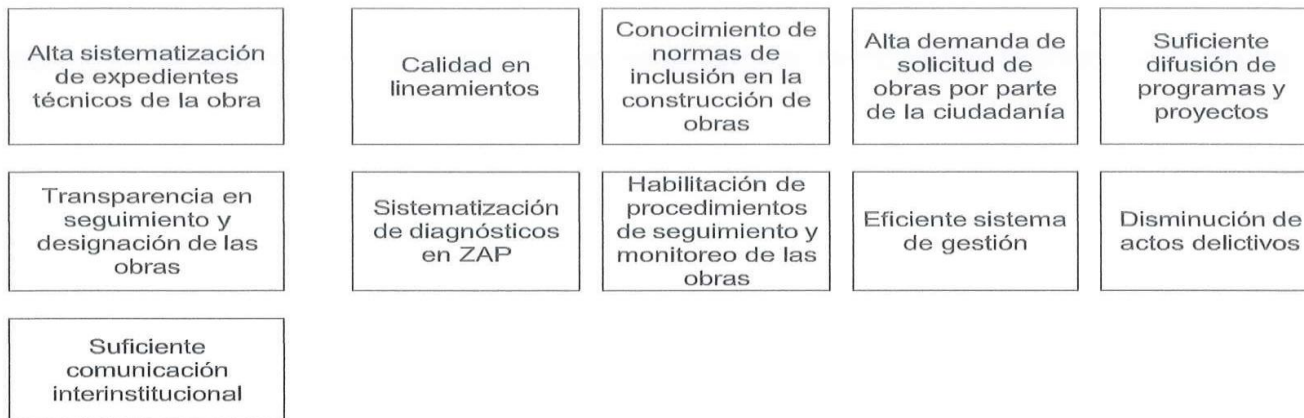 Alta sistematización
de expedientes
técnicos de la obra
Calidad en
lineamientos
Conocimiento de
normas de
inclusión en la
construcción de
obras
Alta demanda de
solicitud de
obras por parte
de la ciudadanía
Suficiente
difusión de
programas y
proyectos
Transparencia en
seguimiento y
designación de las
obras
Sistematización
de diagnósticos
en ZAP
Habilitación de
procedimientos
de seguimiento y
monitoreo de las
obras
Eficiente sistema
de gestión
Disminución de
actos delictivos
Suficiente
comunicación
interinstitucional